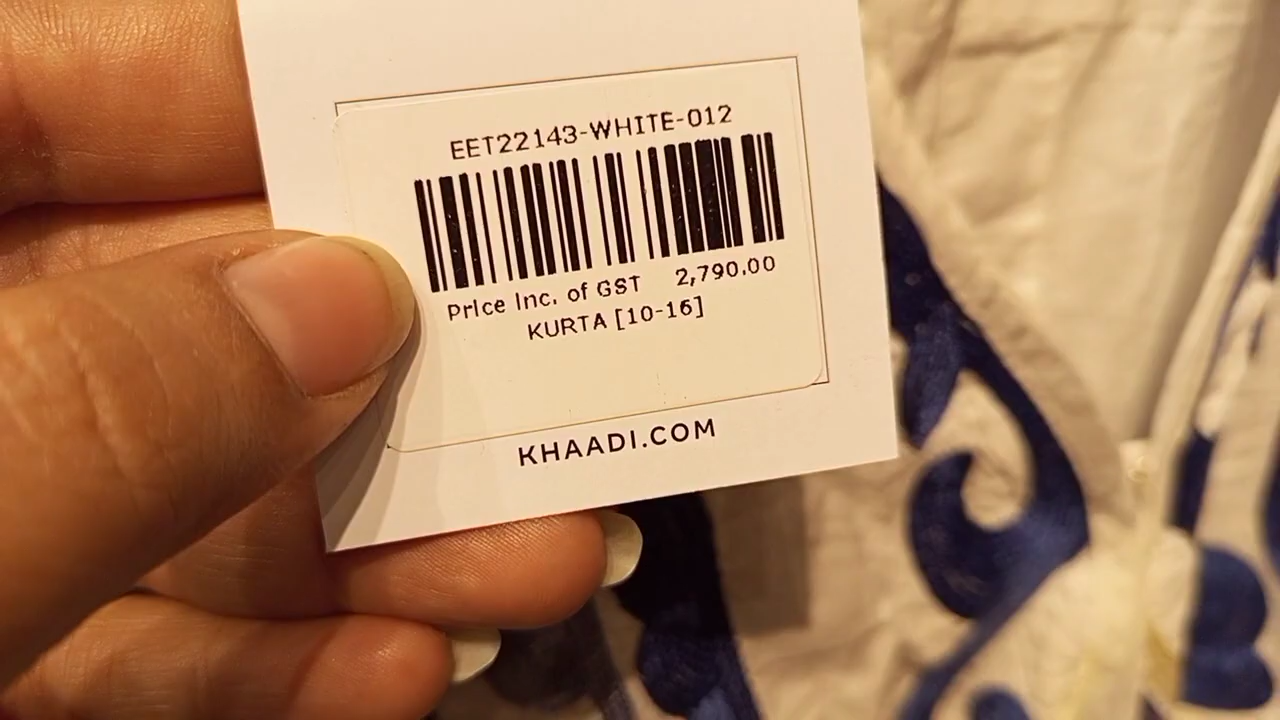 EET22143-WHITE-012
Price Inc. of GST 2,790.00
KURTA [10-16]
KHAADI.COM